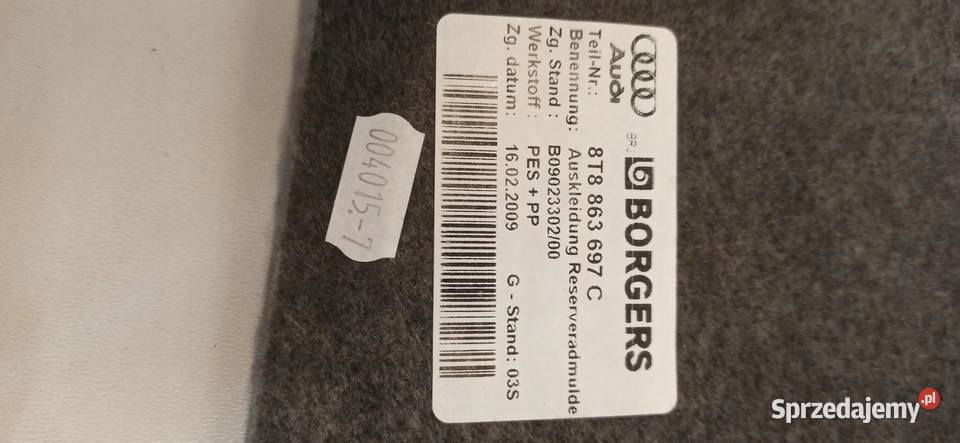 Audi
BRJ BORGERS
Teil-Nr.: 8T8 863 697 C
Benennung: Auskleidung Reserveradmulde
Zg. Stand : B09023302/00
Werkstoff : PES + PP
Zg. datum: 16.02.2009 G - Stand: 03S
004015.-7
Sprzedajemy.pl